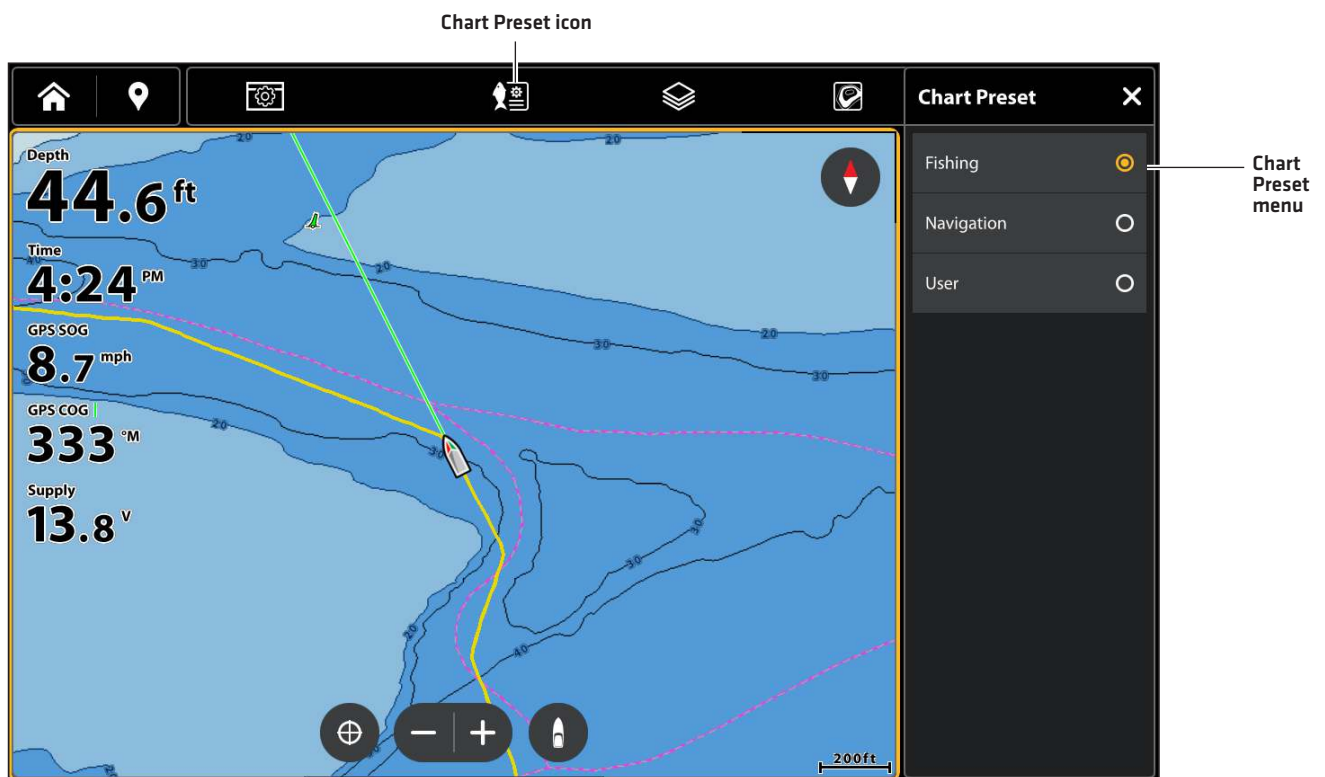 Chart Preset icon
Chart Preset
Fishing
Navigation
User
Chart
Preset
menu
Depth
44.6 ft
Time
4:24 PM
GPS SOG
8.7 mph
GPS COG
333 °M
Supply
13.8 V
20
20
30
40
20
30
20
30
20
30
30
30
40
20
200ft